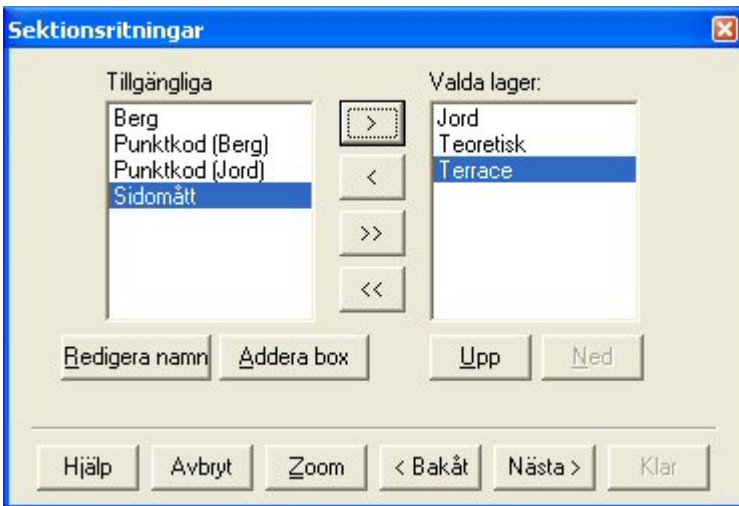 Sektionsritningar
Tillgängliga
Valda lager:
Berg
Punktkod (Berg)
Punktkod (Jord)
Sidomått
>
<
>>
<<
Jord
Teoretisk
Terrace
Redigera namn Addera box Upp Ned
Hjälp Avbryt Zoom < Bakåt Nästa > Klar